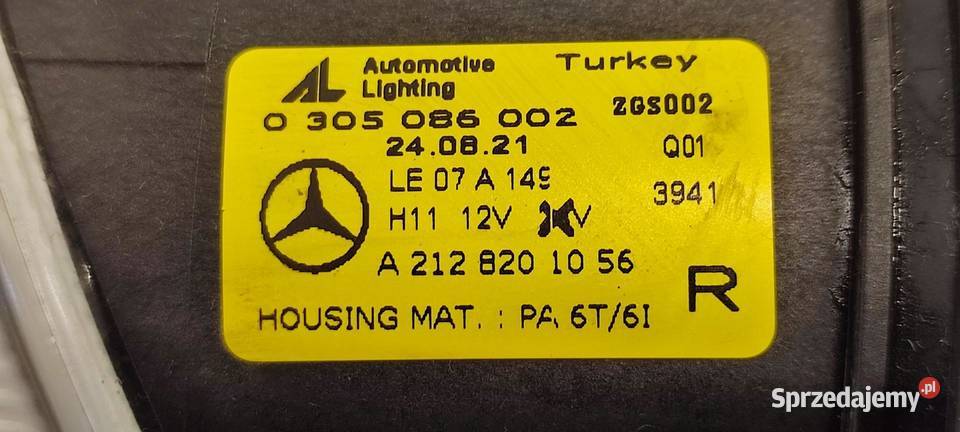 AL Automotive Lighting Turkey
0 305 086 002 ZGS002
24.08.21 Q01
LE 07 A 149 3941
H11 12V V
A 212 820 10 56 R
HOUSING MAT. : PA 6T/6I
Sprzedajemy.pl